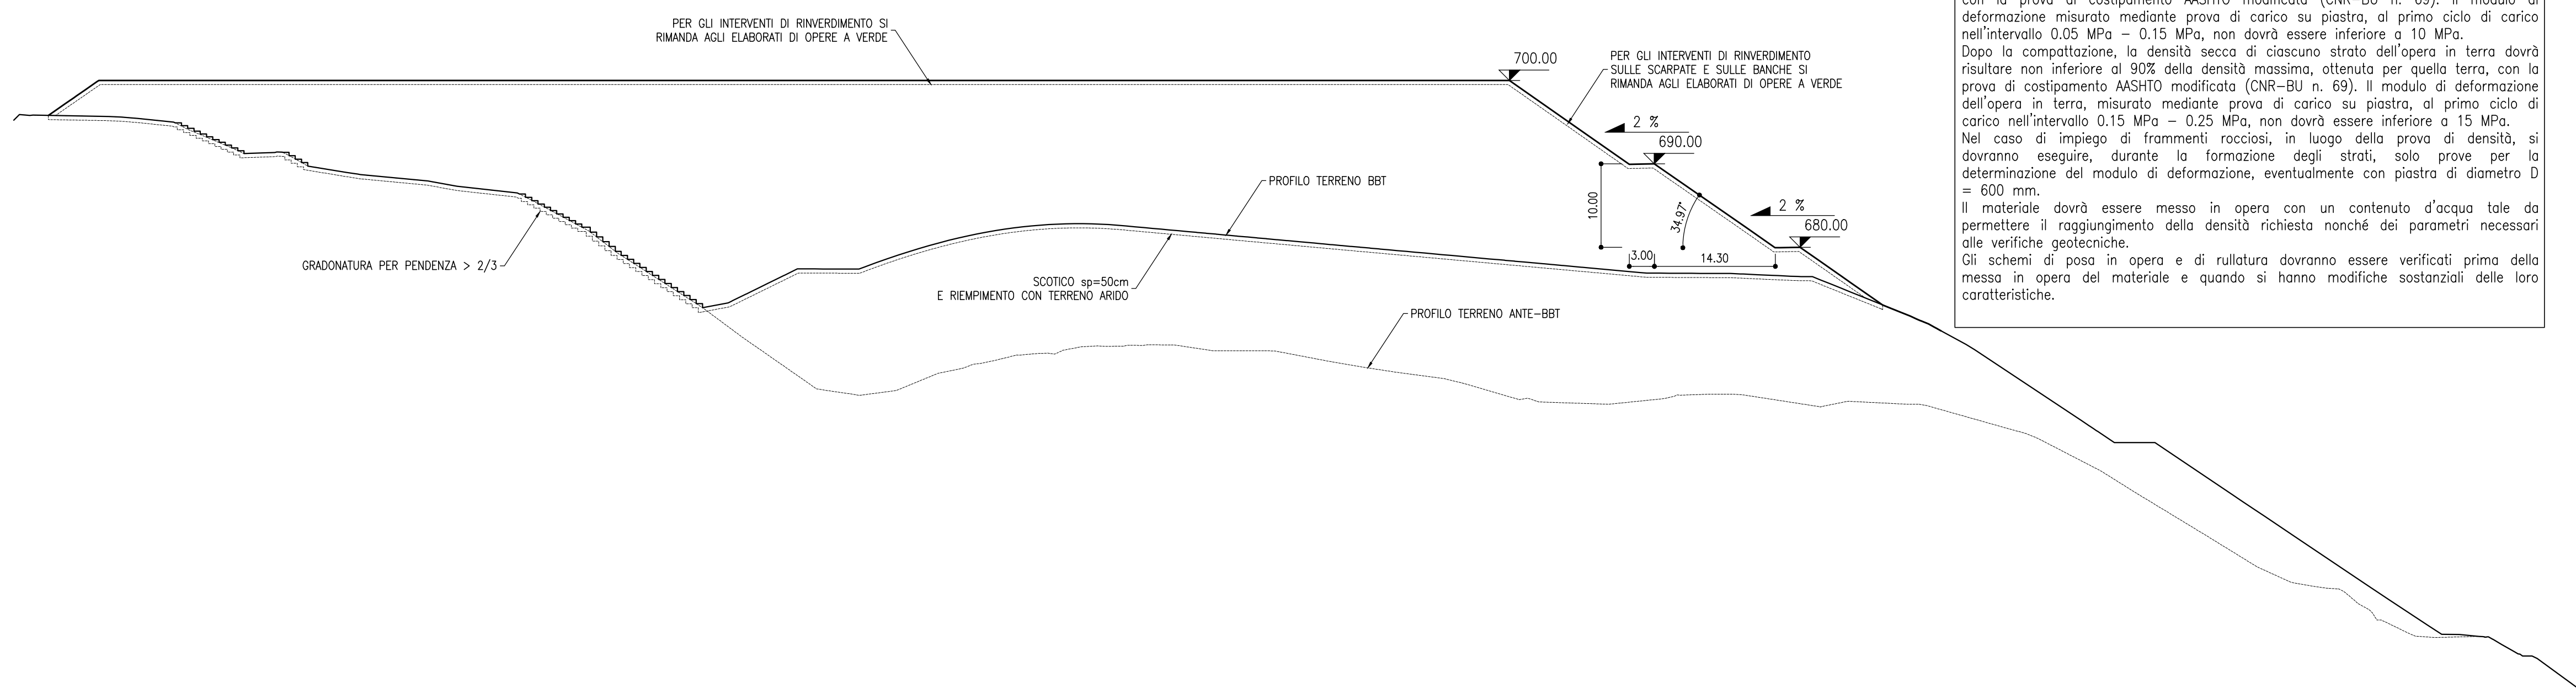 PER GLI INTERVENTI DI RINVERDIMENTO SI
RIMANDA AGLI ELABORATI DI OPERE A VERDE
700.00
PER GLI INTERVENTI DI RINVERDIMENTO
SULLE SCARPATE E SULLE BANCHE SI
RIMANDA AGLI ELABORATI DI OPERE A VERDE
2 %
690.00
PROFILO TERRENO BBT
10.00
34.97°
2 %
680.00
3.00
14.30
GRADONATURA PER PENDENZA > 2/3
SCOTICO sp=50cm
E RIEMPIMENTO CON TERRENO ARIDO
PROFILO TERRENO ANTE-BBT
con la prova di costipamento AASHTO modificata (CNR-BU n. 69). Il modulo di
deformazione misurato mediante prova di carico su piastra, al primo ciclo di carico
nell'intervallo 0.05 MPa - 0.15 MPa, non dovrà essere inferiore a 10 MPa.
Dopo la compattazione, la densità secca di ciascuno strato dell'opera in terra dovrà
risultare non inferiore al 90% della densità massima, ottenuta per quella terra, con la
prova di costipamento AASHTO modificata (CNR-BU n. 69). Il modulo di deformazione
dell'opera in terra, misurato mediante prova di carico su piastra, al primo ciclo di
carico nell'intervallo 0.15 MPa - 0.25 MPa, non dovrà essere inferiore a 15 MPa.
Nel caso di impiego di frammenti rocciosi, in luogo della prova di densità, si
dovranno eseguire, durante la formazione degli strati, solo prove per la
determinazione del modulo di deformazione, eventualmente con piastra di diametro D
= 600 mm.
Il materiale dovrà essere messo in opera con un contenuto d'acqua tale da
permettere il raggiungimento della densità richiesta nonché dei parametri necessari
alle verifiche geotecniche.
Gli schemi di posa in opera e di rullatura dovranno essere verificati prima della
messa in opera del materiale e quando si hanno modifiche sostanziali delle loro
caratteristiche.